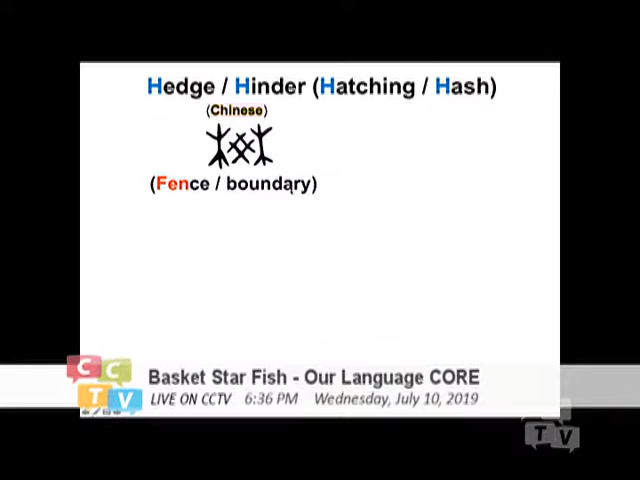 Hedge / Hinder (Hatching / Hash)
(Chinese)
(Fence / boundary)
CCTV
Basket Star Fish - Our Language CORE
LIVE ON CCTV 6:36 PM Wednesday, July 10, 2019
TV